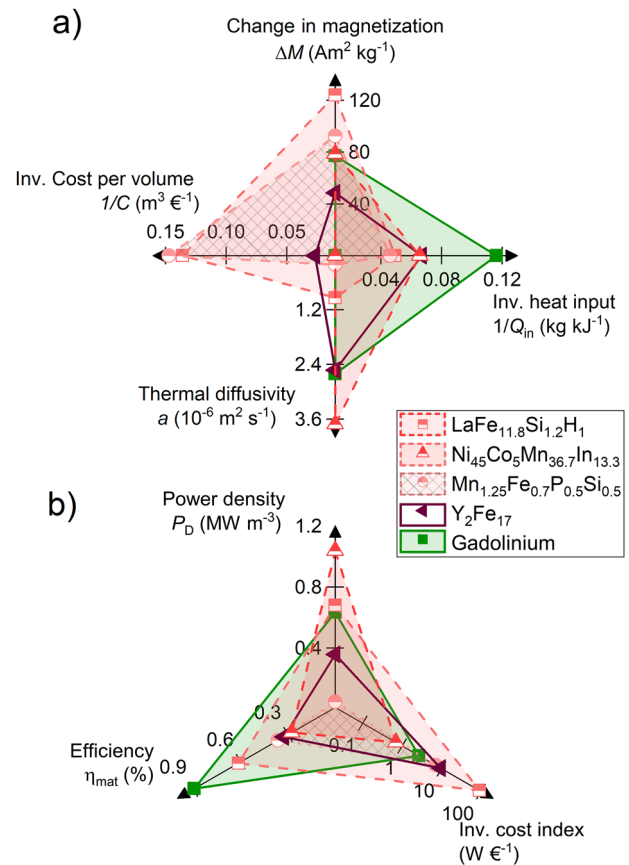 a)
Change in magnetization
ΔM (Am² kg⁻¹)
120
80
40
Inv. Cost per volume
1/C (m³ €⁻¹)
0.15
0.10
0.05
0.04
0.08
0.12
Inv. heat input
1/Qin (kg kJ⁻¹)
1.2
2.4
3.6
Thermal diffusivity
a (10⁻⁶ m² s⁻¹)
LaFe11.8Si1.2H1
Ni45Co5Mn36.7In13.3
Mn1.25Fe0.7P0.5Si0.5
Y2Fe17
Gadolinium
b)
Power density
PD (MW m⁻³)
1.2
0.8
0.4
0.3
0.6
0.9
Efficiency
ηmat (%)
0.1
1
10
100
Inv. cost index
(W €⁻¹)